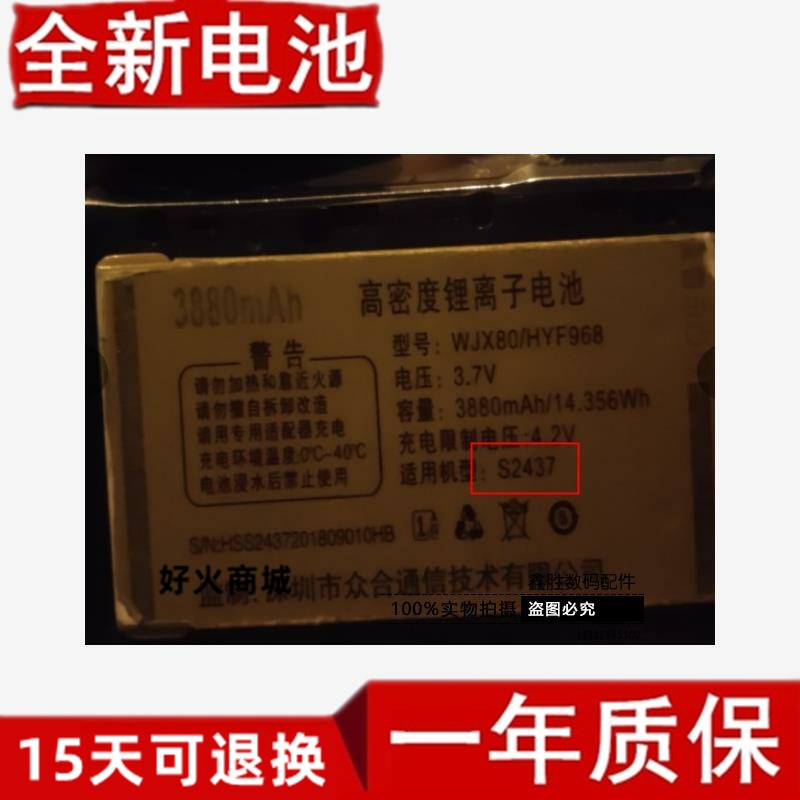 全新电池
3880mAh
高密度锂离子电池
警告
请勿加热和靠近火源
请勿擅自拆卸改造
请用专用适配器充电
充电环境温度:0℃-40℃
电池浸水后禁止使用
型号: WJX80/HYF968
电压: 3.7V
容量: 3880mAh/14.356Wh
充电限制电压:4.2V
适用机型: S2437
S/N:HSS2437201809010HB
好火商城
深圳市众合通信技术有限公司
鑫胜数码配件
100%实物拍摄 盗图必究
15天可退换
一年质保